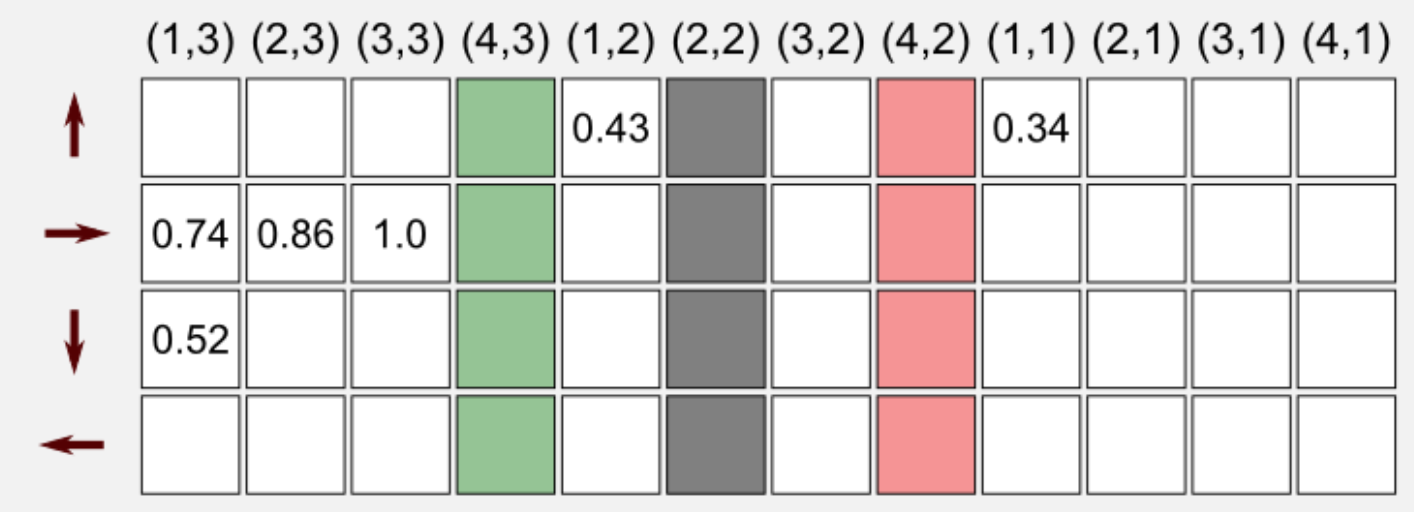 (1,3) (2,3) (3,3) (4,3) (1,2) (2,2) (3,2) (4,2) (1,1) (2,1) (3,1) (4,1)
0.43 0.34
0.74 0.86 1.0
0.52